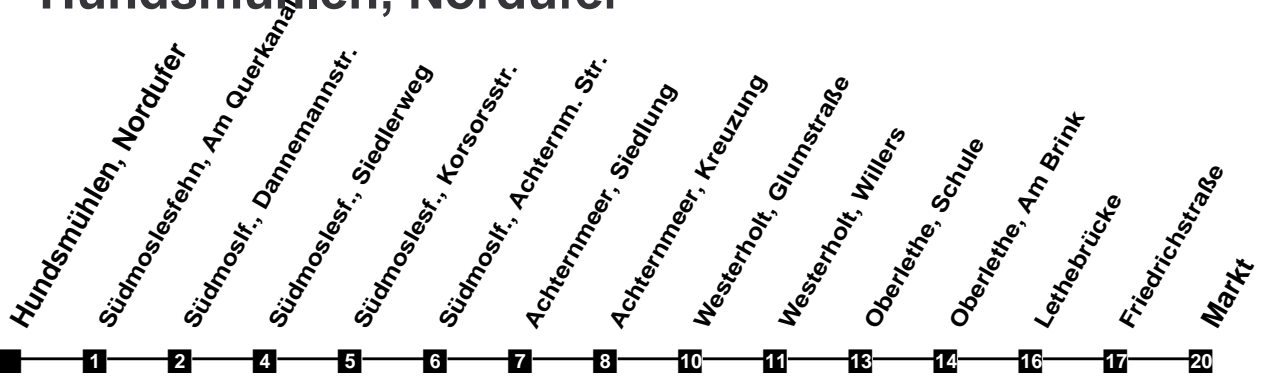 Hundsmühlen, Nordufer
Hundsmühlen, Nordufer
Südmoslesfehn, Am Querkanal
Südmoslf., Dannemannstr.
Südmoslesf., Siedlerweg
Südmoslesf., Korsorsstr.
Südmoslf., Achternm. Str.
Achternmeer, Siedlung
Achternmeer, Kreuzung
Westerholt, Glumstraße
Westerholt, Willers
Oberlethe, Schule
Oberlethe, Am Brink
Lethebrücke
Friedrichstraße
Markt
1 2 4 5 6 7 8 10 11 13 14 16 17 20